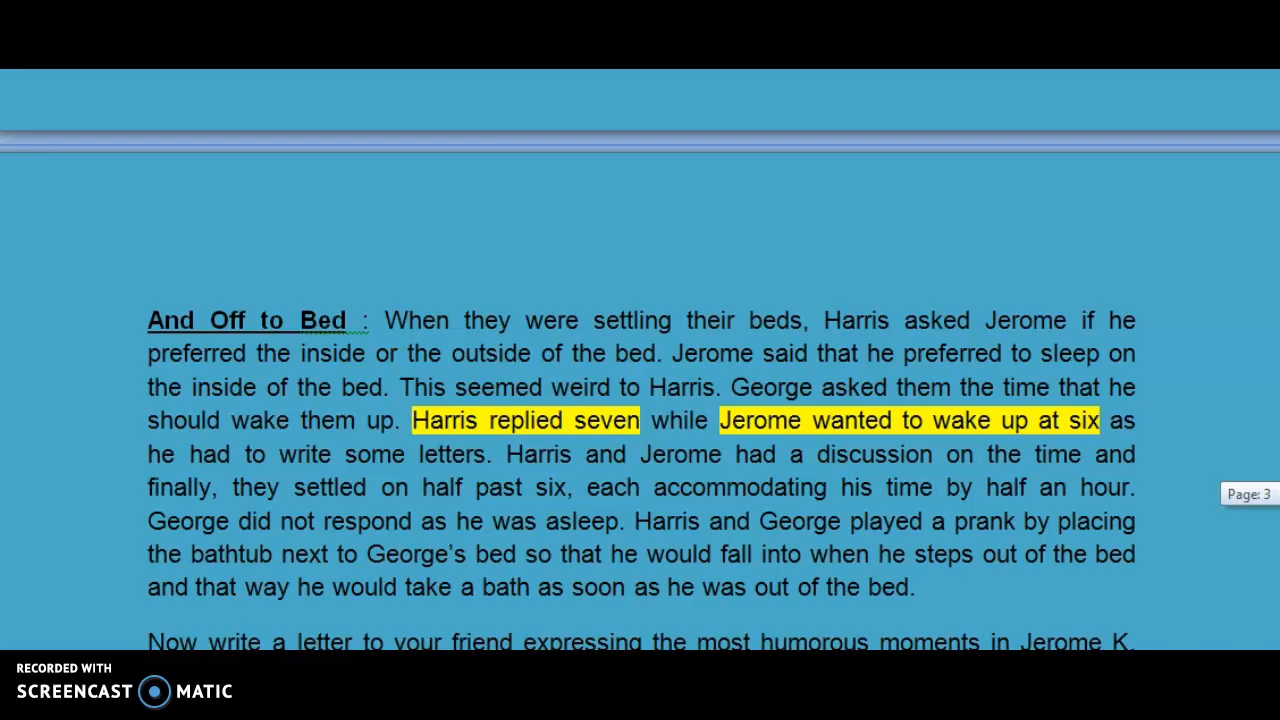 And Off to Bed : When they were settling their beds, Harris asked Jerome if he
preferred the inside or the outside of the bed. Jerome said that he preferred to sleep on
the inside of the bed. This seemed weird to Harris. George asked them the time that he
should wake them up. Harris replied seven while Jerome wanted to wake up at six as
he had to write some letters. Harris and Jerome had a discussion on the time and
finally, they settled on half past six, each accommodating his time by half an hour.
George did not respond as he was asleep. Harris and George played a prank by placing
the bathtub next to George’s bed so that he would fall into when he steps out of the bed
and that way he would take a bath as soon as he was out of the bed.
Now write a letter to your friend expressing the most humorous moments in Jerome K.
Page: 3
RECORDED WITH
SCREENCAST MATIC